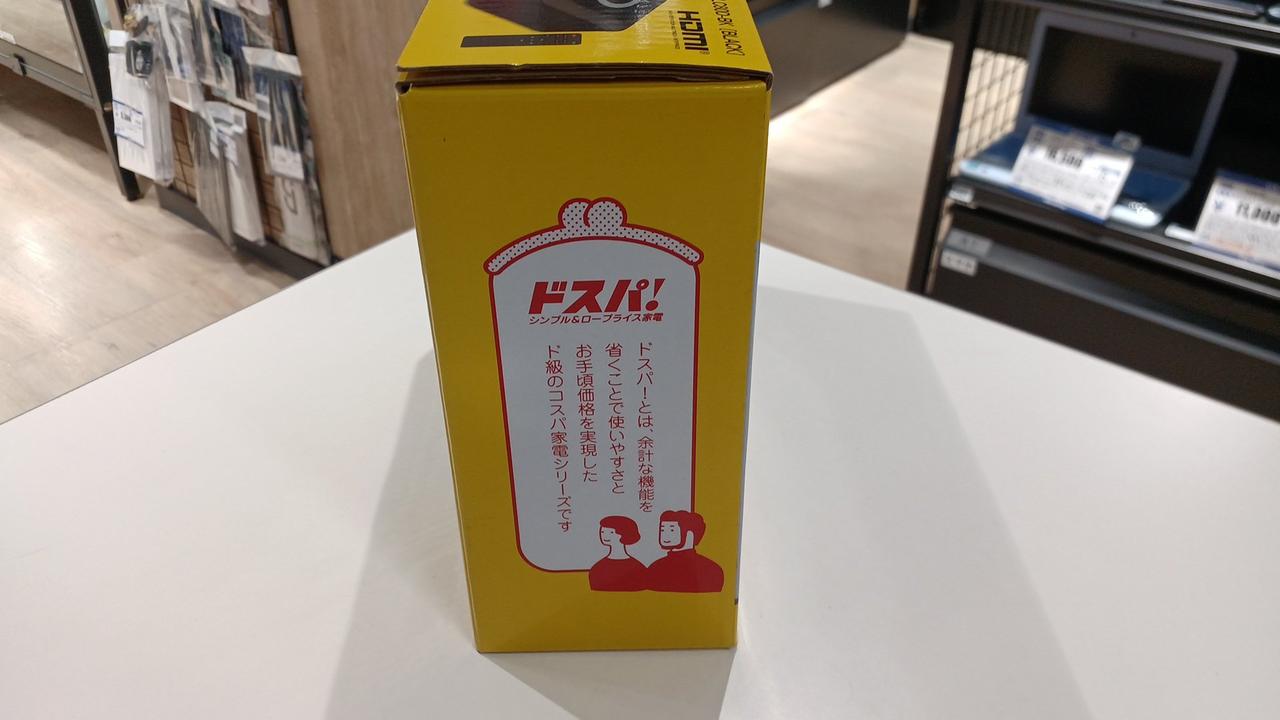 HDMI
ドスパ!
シンプル&ロープライス家電
ドスパ!とは、余計な機能を
省くことで使いやすさと
お手頃価格を実現した
ド級のコスパ家電シリーズです